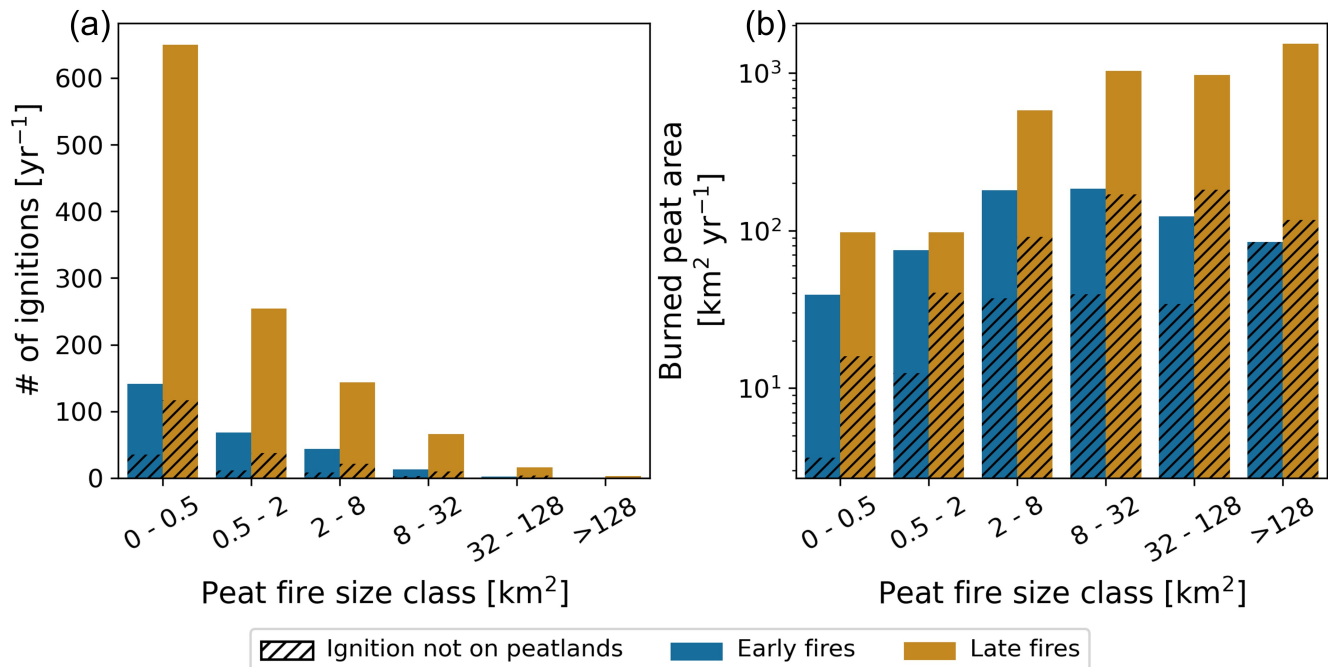 (a)
# of ignitions [yr⁻¹]
600
500
400
300
200
100
0
0 - 0.5
0.5 - 2
2 - 8
8 - 32
32 - 128
>128
Peat fire size class [km²]
(b)
Burned peat area
[km² yr⁻¹]
10³
10²
10¹
0 - 0.5
0.5 - 2
2 - 8
8 - 32
32 - 128
>128
Peat fire size class [km²]
Ignition not on peatlands
Early fires
Late fires